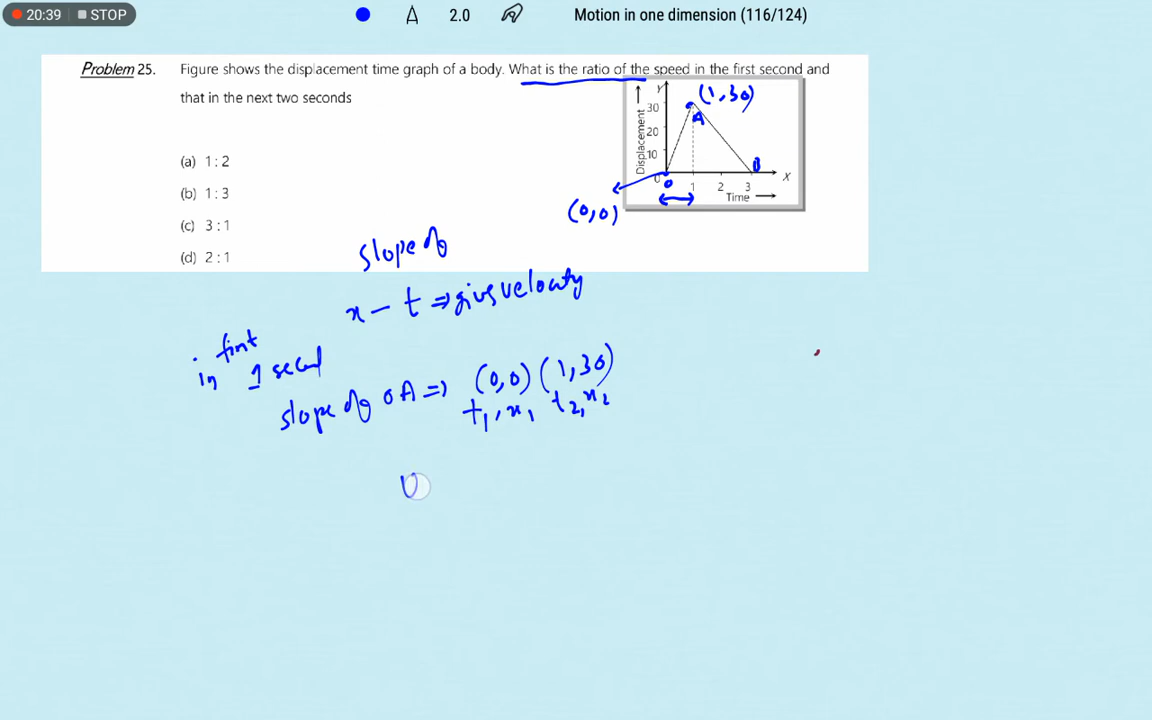 20:39 STOP 2.0 Motion in one dimension (116/124)
Problem 25. Figure shows the displacement time graph of a body. What is the ratio of the speed in the first second and
that in the next two seconds
(a) 1 : 2
(b) 1 : 3
(c) 3 : 1
(d) 2 : 1
Y
(1,30)
30
A
20
10
Displacement
B
0
O
1 2 3
X
Time
(0,0)
slope of
x - t ⇒ gives velocity
in first
1 second
slope of OA ⇒ (0,0) (1,30)
t1, x1 t2, x2